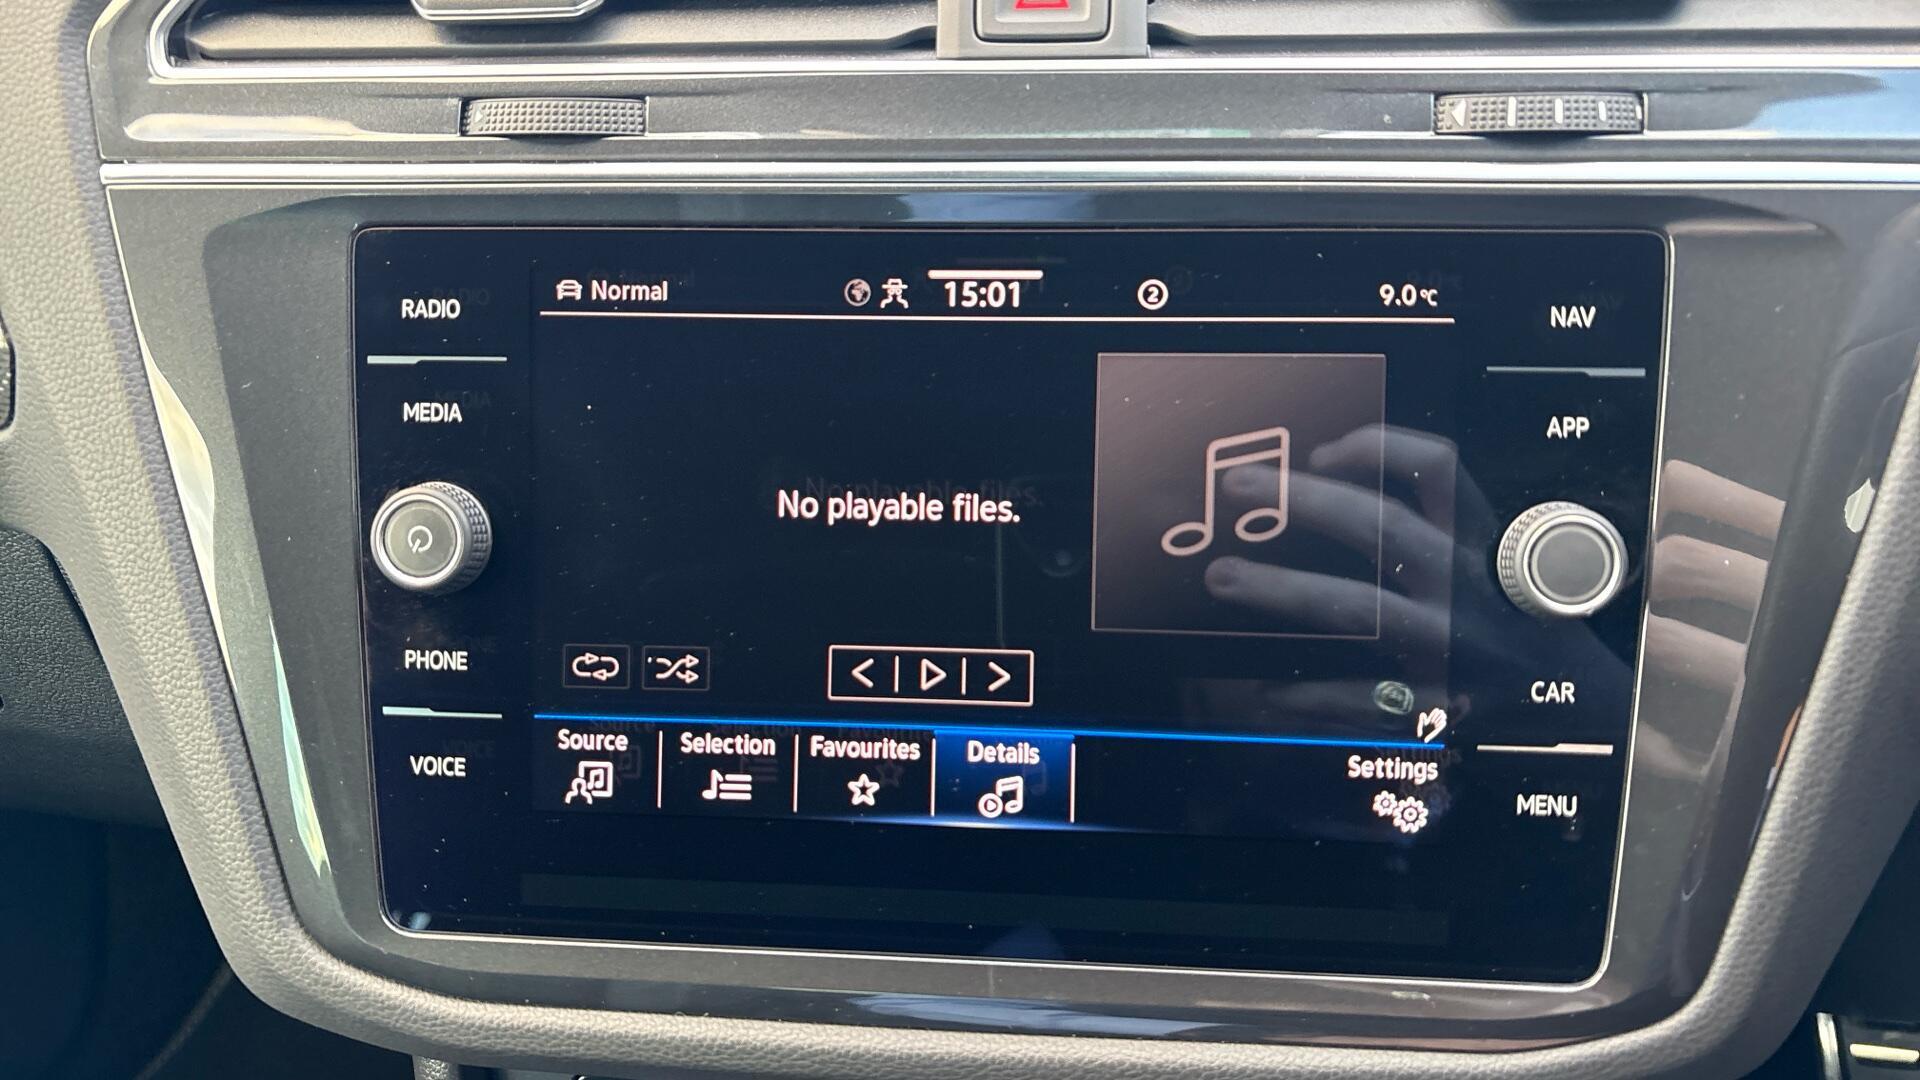 RADIO
MEDIA
PHONE
VOICE
Normal
15:01
2
9.0°C
No playable files.
Source
Selection
Favourites
Details
Settings
NAV
APP
CAR
MENU